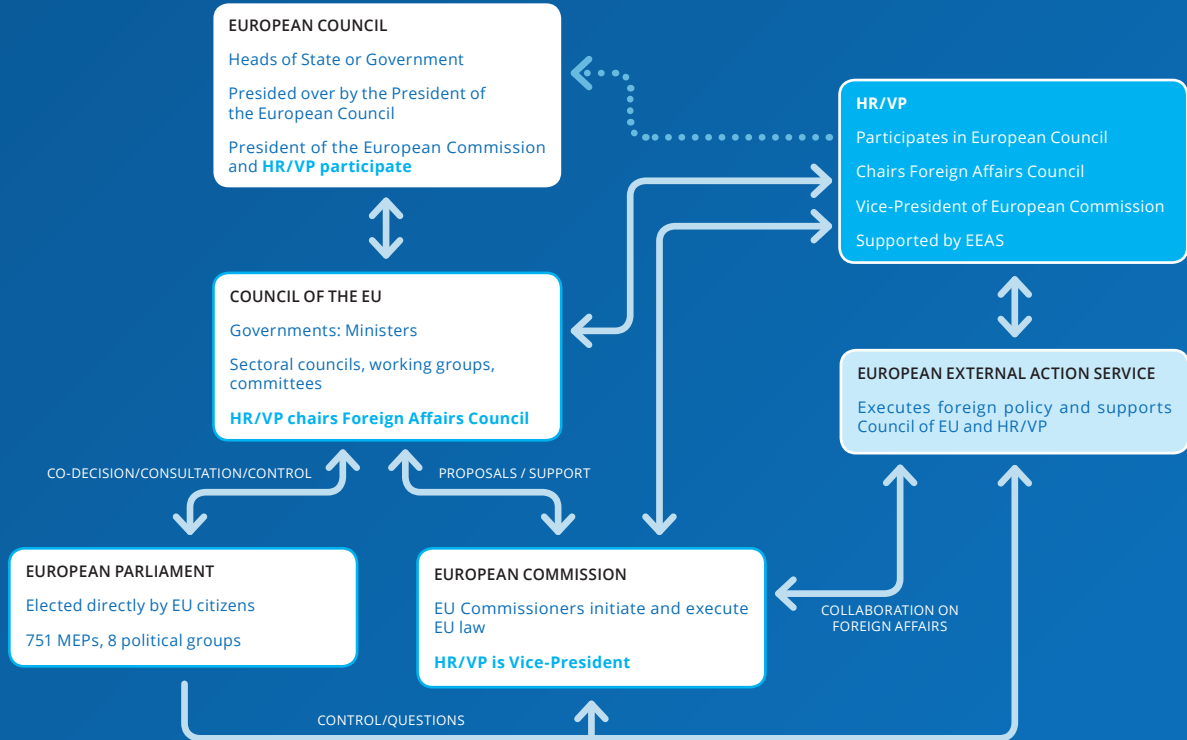 EUROPEAN COUNCIL
Heads of State or Government
Presided over by the President of
the European Council
President of the European Commission
and HR/VP participate
HR/VP
Participates in European Council
Chairs Foreign Affairs Council
Vice-President of European Commission
Supported by EEAS
COUNCIL OF THE EU
Governments: Ministers
Sectoral councils, working groups,
committees
HR/VP chairs Foreign Affairs Council
EUROPEAN EXTERNAL ACTION SERVICE
Executes foreign policy and supports
Council of EU and HR/VP
CO-DECISION/CONSULTATION/CONTROL
PROPOSALS / SUPPORT
EUROPEAN PARLIAMENT
Elected directly by EU citizens
751 MEPs, 8 political groups
EUROPEAN COMMISSION
EU Commissioners initiate and execute
EU law
HR/VP is Vice-President
COLLABORATION ON
FOREIGN AFFAIRS
CONTROL/QUESTIONS